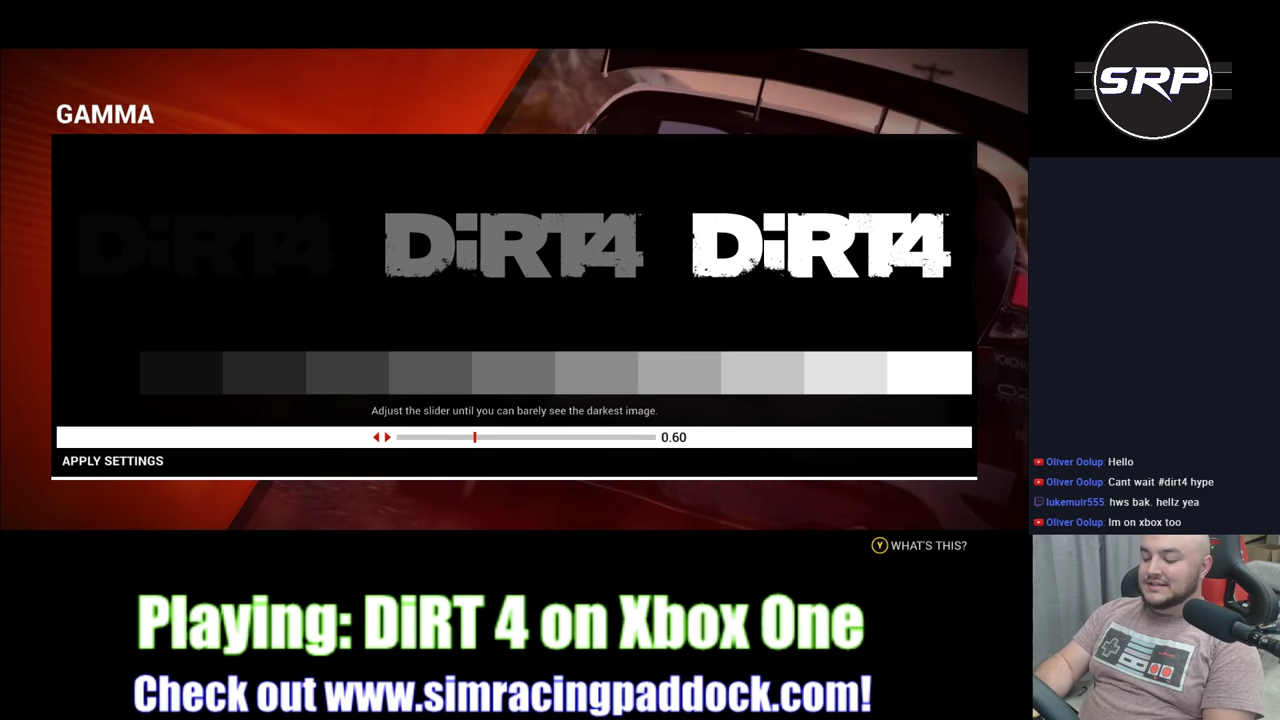 SRP
GAMMA
DiRT4 DiRT4 DiRT4
Adjust the slider until you can barely see the darkest image.
0.60
APPLY SETTINGS
Y WHAT'S THIS?
Oliver Oolup: Hello
Oliver Oolup: Cant wait #dirt4 hype
lukemuir555: hws bak. hellz yea
Oliver Oolup: Im on xbox too
Playing: DiRT 4 on Xbox One
Check out www.simracingpaddock.com!